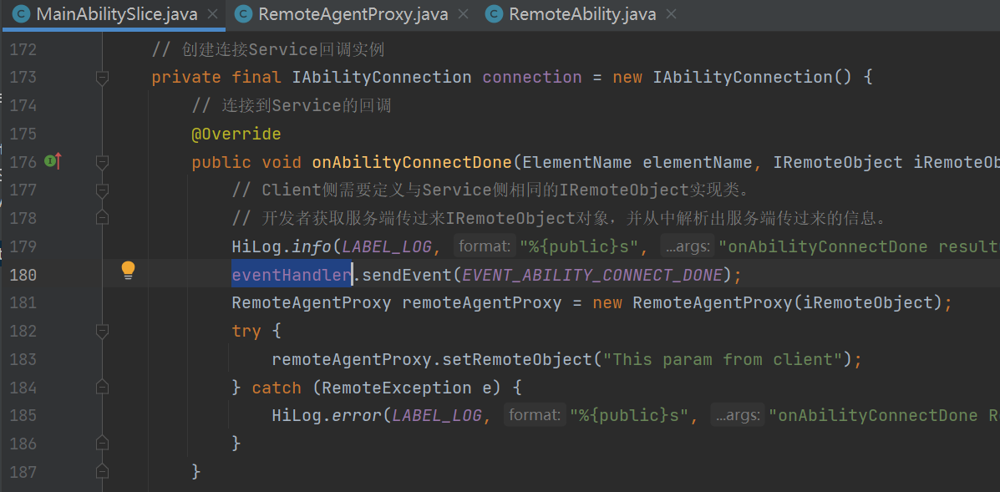 MainAbilitySlice.java RemoteAgentProxy.java RemoteAbility.java
172 // 创建连接Service回调实例
173 private final IAbilityConnection connection = new IAbilityConnection() {
174 // 连接到Service的回调
175 @Override
176 public void onAbilityConnectDone(ElementName elementName, IRemoteObject iRemoteOb
177 // Client侧需要定义与Service侧相同的IRemoteObject实现类。
178 // 开发者获取服务端传过来IRemoteObject对象，并从中解析出服务端传过来的信息。
179 HiLog.info(LABEL_LOG, format: "%{public}s", ...args: "onAbilityConnectDone result
180 eventHandler.sendEvent(EVENT_ABILITY_CONNECT_DONE);
181 RemoteAgentProxy remoteAgentProxy = new RemoteAgentProxy(iRemoteObject);
182 try {
183 remoteAgentProxy.setRemoteObject("This param from client");
184 } catch (RemoteException e) {
185 HiLog.error(LABEL_LOG, format: "%{public}s", ...args: "onAbilityConnectDone R
186 }
187 }